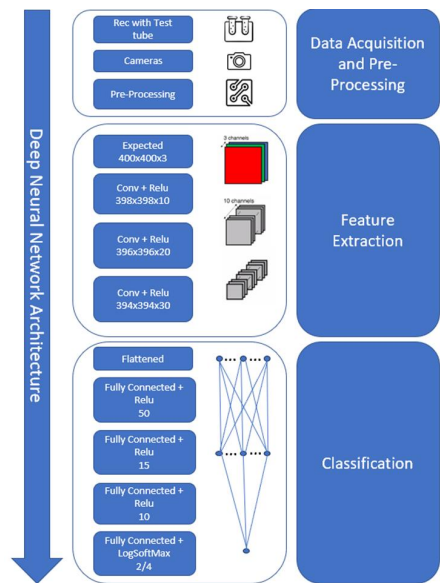 Deep Neural Network Architecture
Rec with Test
tube
Cameras
Pre-Processing
Data Acquisition
and Pre-
Processing
Expected
400x400x3
3 channels
Conv + Relu
398x398x10
10 channels
Conv + Relu
396x396x20
Conv + Relu
394x394x30
Feature
Extraction
Flattened
Fully Connected +
Relu
50
Fully Connected +
Relu
15
Fully Connected +
Relu
10
Fully Connected +
LogSoftMax
2/4
Classification